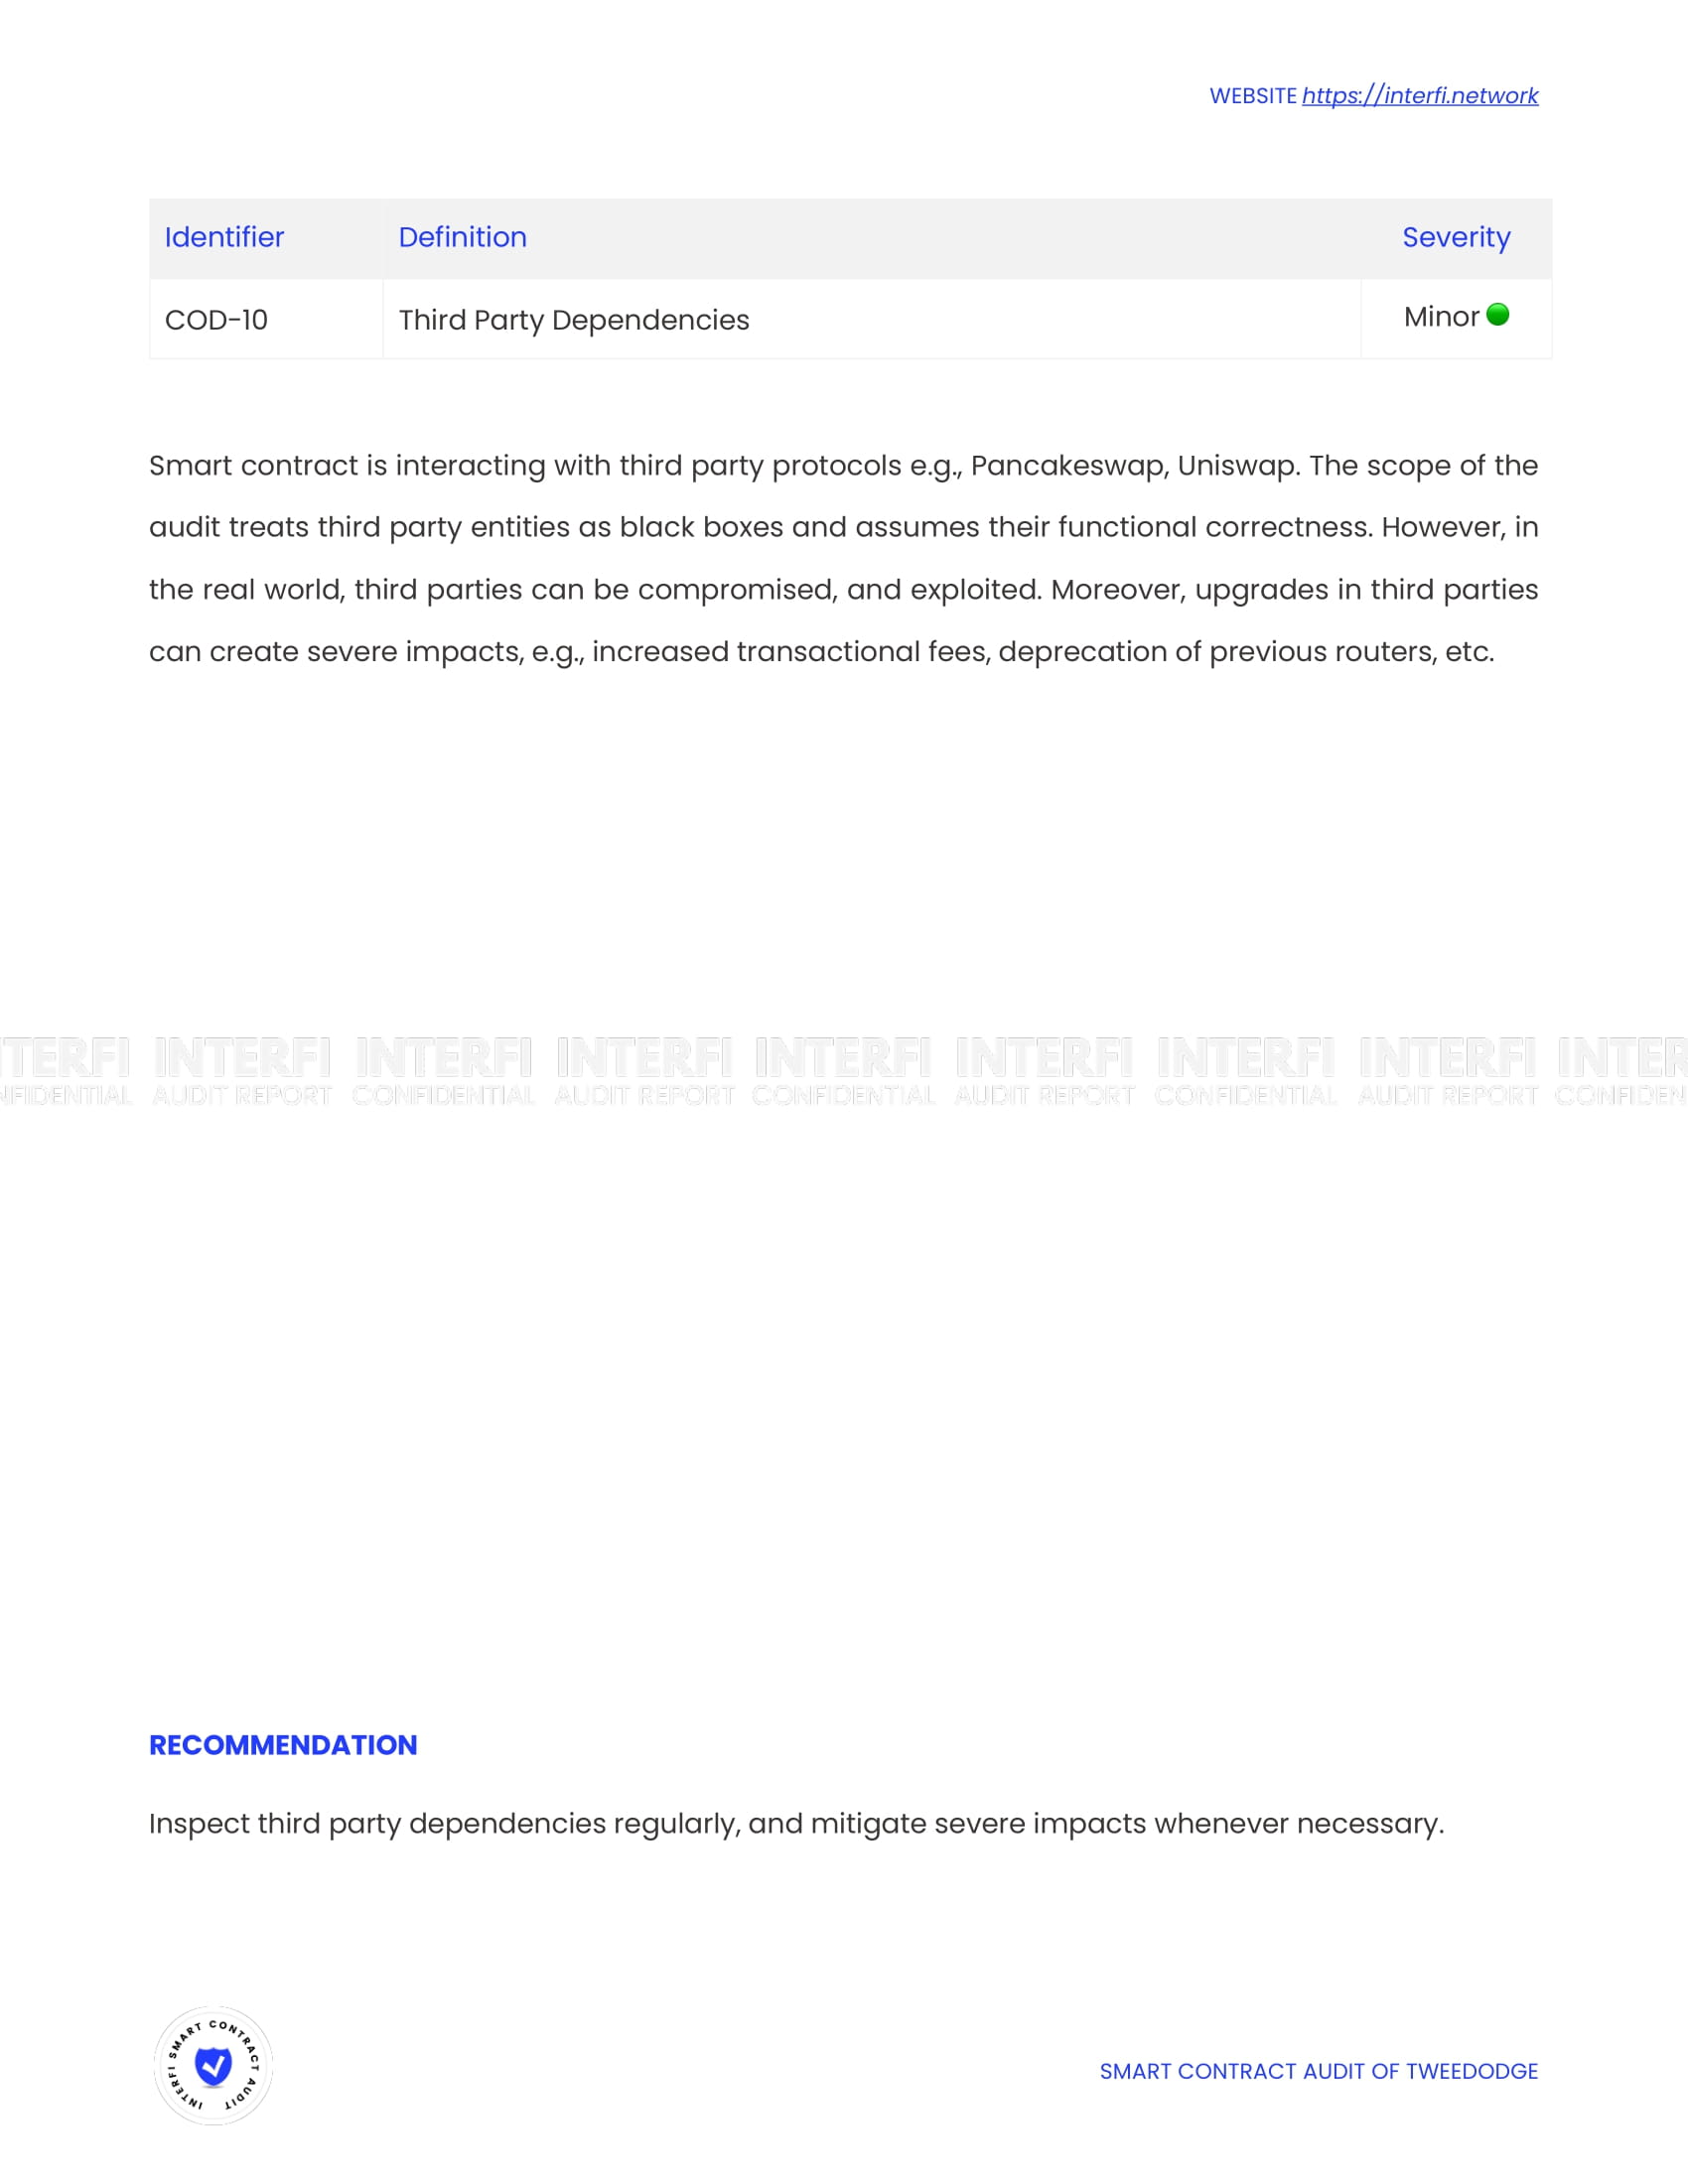 WEBSITE https://interfi.network
Identifier Definition Severity
COD-10 Third Party Dependencies Minor
Smart contract is interacting with third party protocols e.g., Pancakeswap, Uniswap. The scope of the
audit treats third party entities as black boxes and assumes their functional correctness. However, in
the real world, third parties can be compromised, and exploited. Moreover, upgrades in third parties
can create severe impacts, e.g., increased transactional fees, deprecation of previous routers, etc.
TERFI INTERFI INTERFI INTERFI INTERFI INTERFI INTERFI INTERFI INTER
NFIDENTIAL AUDIT REPORT CONFIDENTIAL AUDIT REPORT CONFIDENTIAL AUDIT REPORT CONFIDENTIAL AUDIT REPORT CONFIDEN
RECOMMENDATION
Inspect third party dependencies regularly, and mitigate severe impacts whenever necessary.
INTERFI SMART CONTRACT AUDIT
SMART CONTRACT AUDIT OF TWEEDODGE